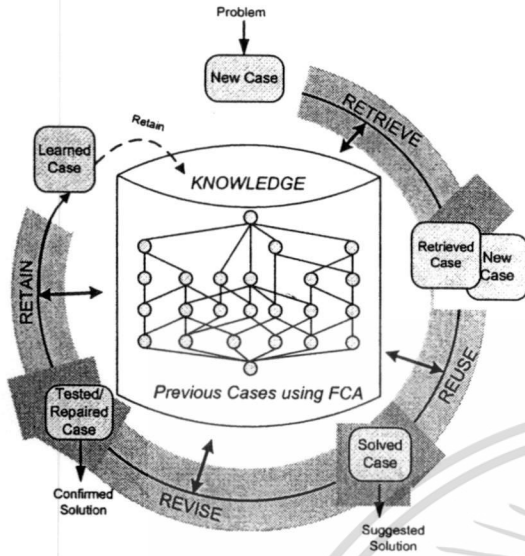 Problem
New Case
RETRIEVE
Retain
Learned
Case
KNOWLEDGE
Retrieved
Case
New
Case
RETAIN
REUSE
Previous Cases using FCA
Tested/
Repaired
Case
Solved
Case
Confirmed
Solution
REVISE
Suggested
Solution